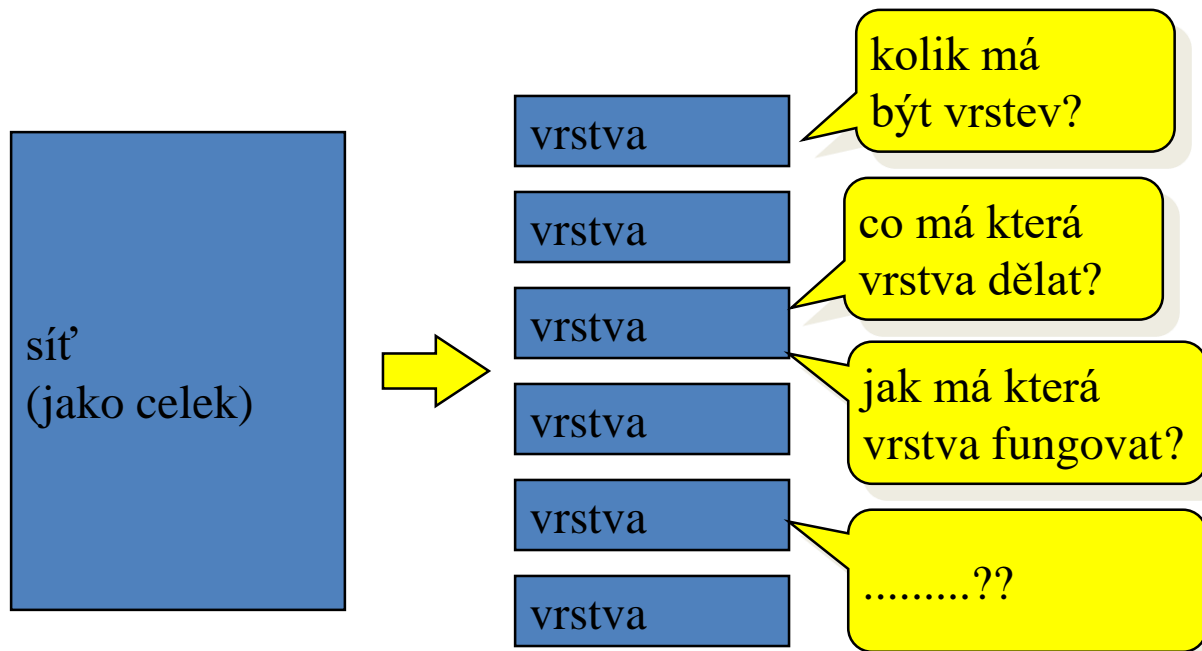 síť
(jako celek)
vrstva
vrstva
vrstva
vrstva
vrstva
vrstva
kolik má
být vrstev?
co má která
vrstva dělat?
jak má která
vrstva fungovat?
.........??